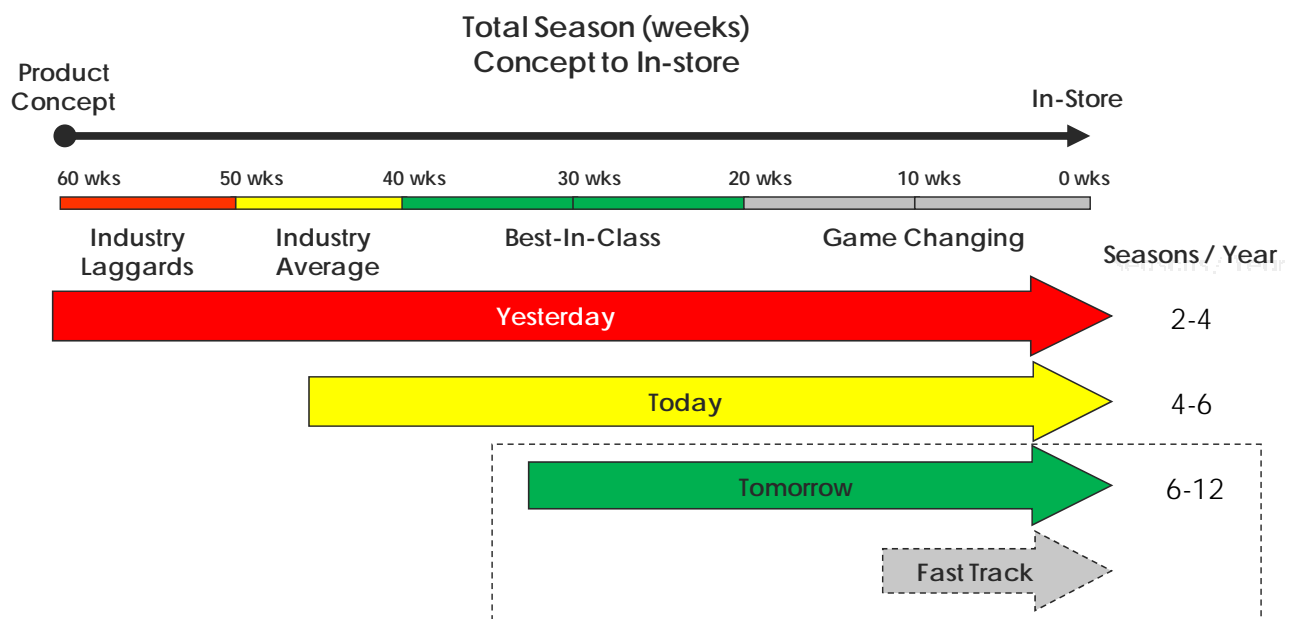 Total Season (weeks)
Concept to In-store
Product
Concept
In-Store
60 wks 50 wks 40 wks 30 wks 20 wks 10 wks 0 wks
Industry
Laggards
Industry
Average
Best-In-Class
Game Changing
Seasons / Year
Yesterday
2-4
Today
4-6
Tomorrow
6-12
Fast Track